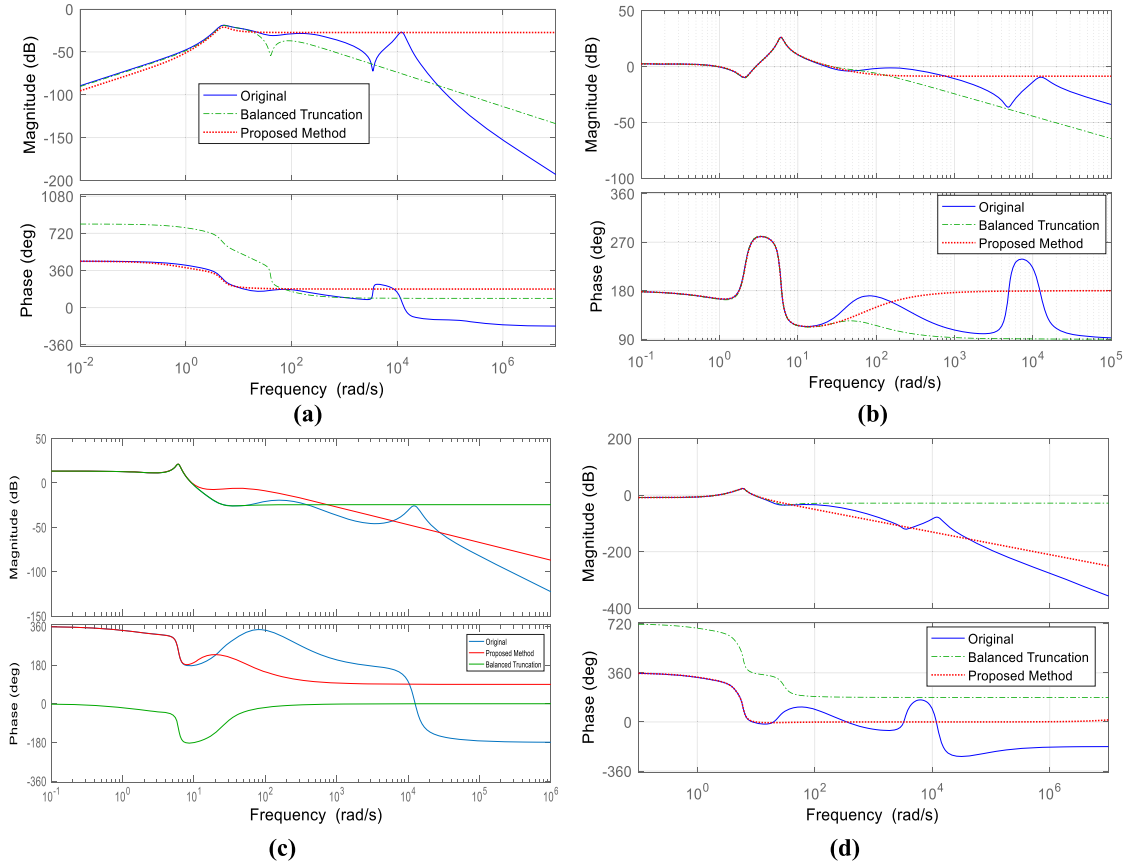 0
-50
-100
-150
-200
Magnitude (dB)
Original
Balanced Truncation
Proposed Method
1080
720
360
0
-360
Phase (deg)
10^-2
10^0
10^2
10^4
10^6
Frequency (rad/s)
(a)
50
0
-50
-100
Magnitude (dB)
360
270
180
90
Phase (deg)
Original
Balanced Truncation
Proposed Method
10^-1
10^0
10^1
10^2
10^3
10^4
10^5
Frequency (rad/s)
(b)
50
0
-50
-100
-150
Magnitude (dB)
360
180
0
-180
-360
Phase (deg)
Original
Proposed Method
Balanced Truncation
10^-1
10^0
10^1
10^2
10^3
10^4
10^5
10^6
Frequency (rad/s)
(c)
200
0
-200
-400
Magnitude (dB)
720
360
0
-360
Phase (deg)
Original
Balanced Truncation
Proposed Method
10^0
10^2
10^4
10^6
Frequency (rad/s)
(d)